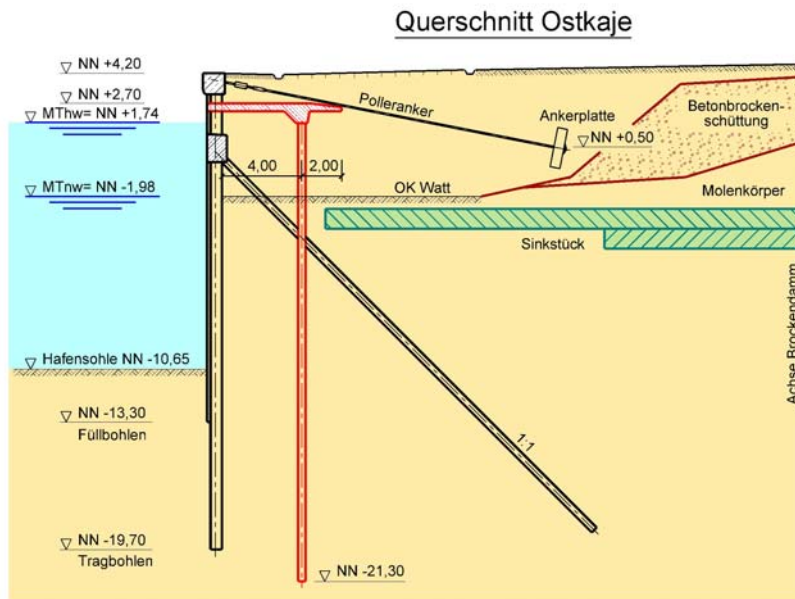 Querschnitt Ostkaje
NN +4,20
NN +2,70
MThw= NN +1,74
MTnw= NN -1,98
Polleranker
Ankerplatte
NN +0,50
Betonbrocken-
schüttung
4,00
2,00
OK Watt
Molenkörper
Sinkstück
Achse Brockendamm
Hafensohle NN -10,65
NN -13,30
Füllbohlen
1:1
NN -19,70
Tragbohlen
NN -21,30